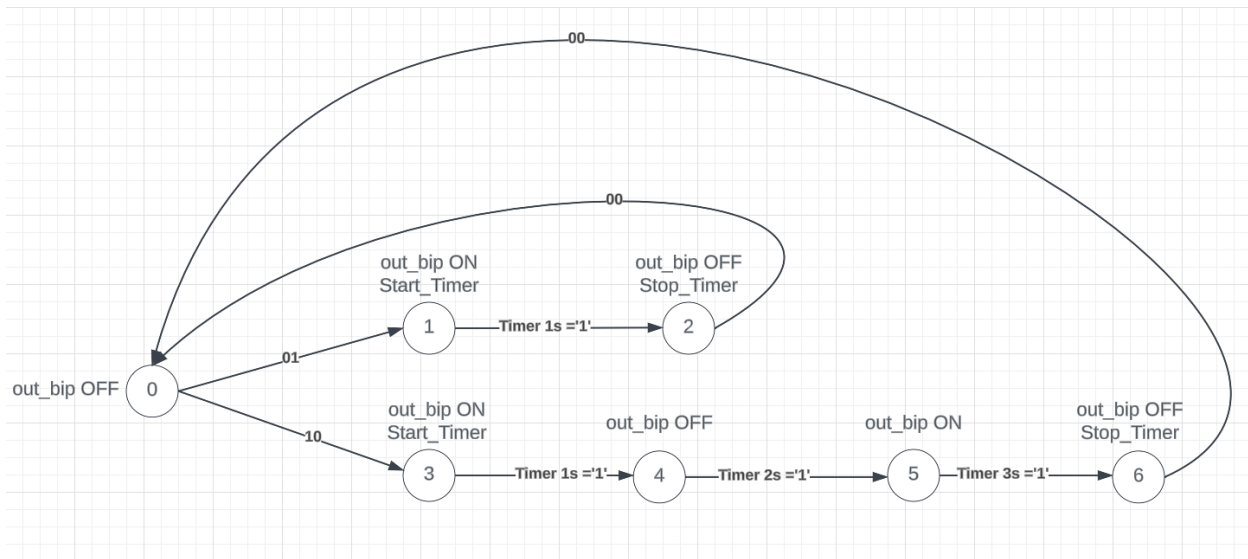 00
00
out_bip ON
Start_Timer
out_bip OFF
Stop_Timer
1
Timer 1s ='1'
2
01
out_bip OFF
0
10
out_bip ON
Start_Timer
out_bip OFF
out_bip ON
out_bip OFF
Stop_Timer
3
Timer 1s ='1'
4
Timer 2s ='1'
5
Timer 3s ='1'
6